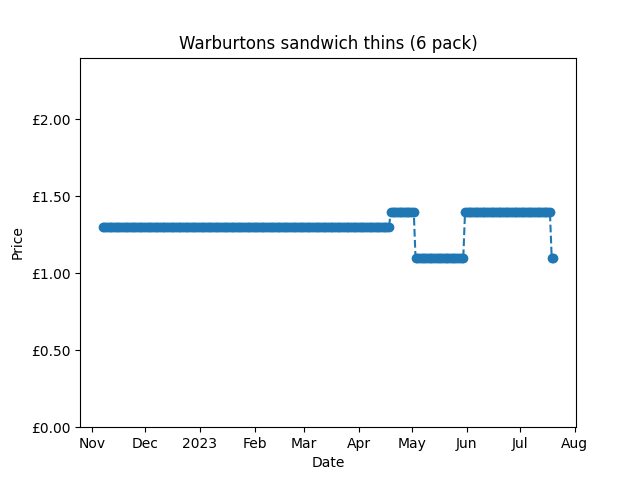 Warburtons sandwich thins (6 pack)
£2.00
£1.50
£1.00
£0.50
£0.00
Price
Nov Dec 2023 Feb Mar Apr May Jun Jul Aug
Date